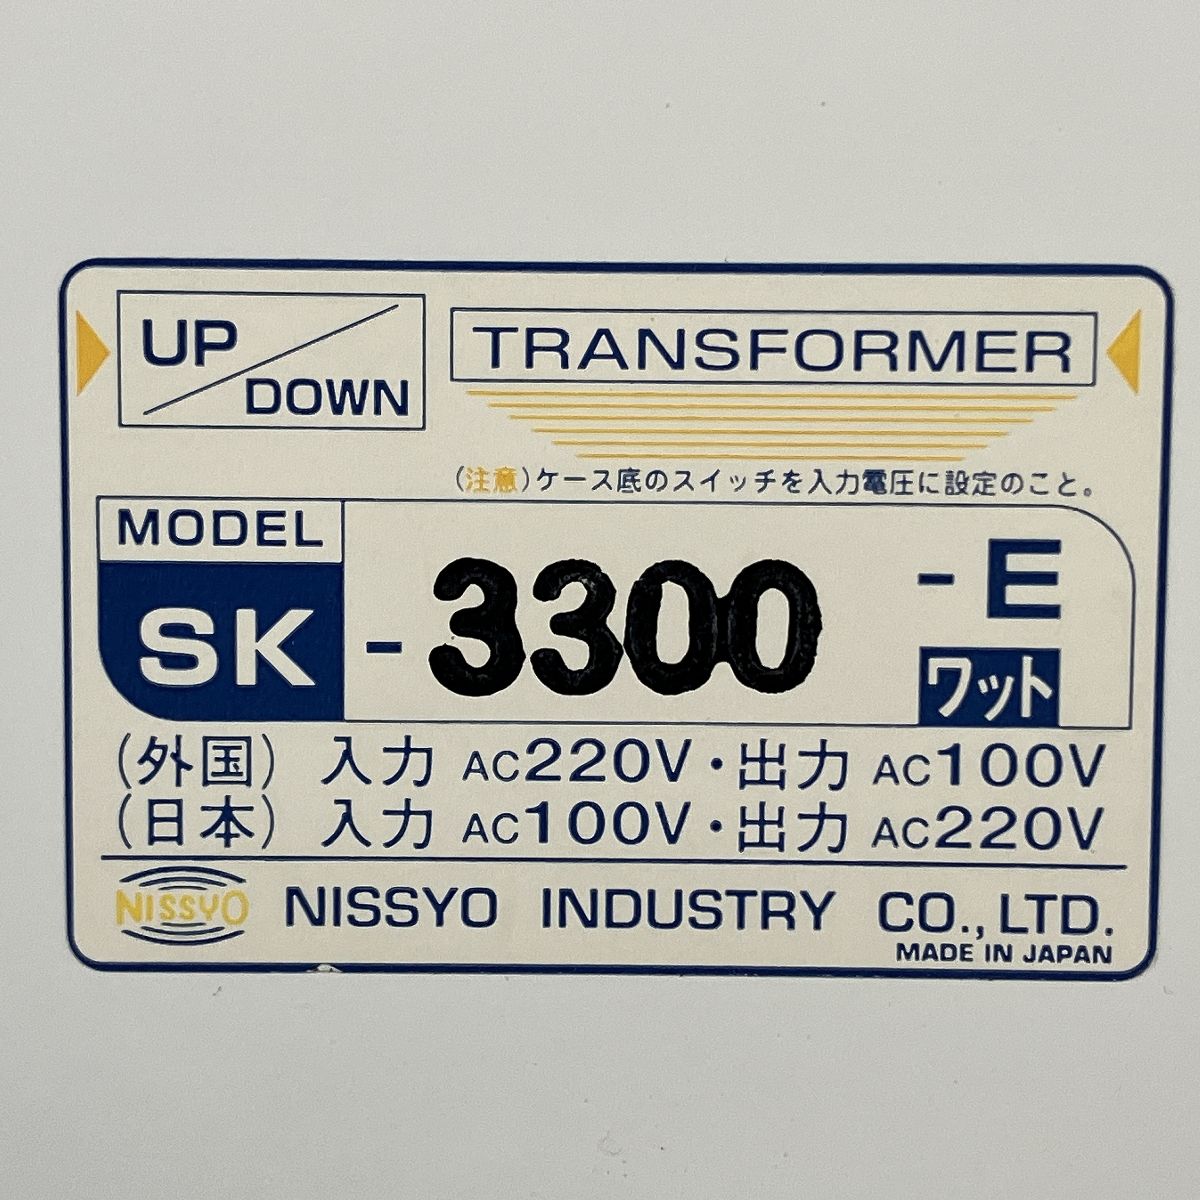 UP/DOWN TRANSFORMER
(注意)ケース底のスイッチを入力電圧に設定のこと。
MODEL
SK-3300-E
ワット
(外国) 入力 AC220V・出力 AC100V
(日本) 入力 AC100V・出力 AC220V
NISSYO NISSYO INDUSTRY CO., LTD.
MADE IN JAPAN